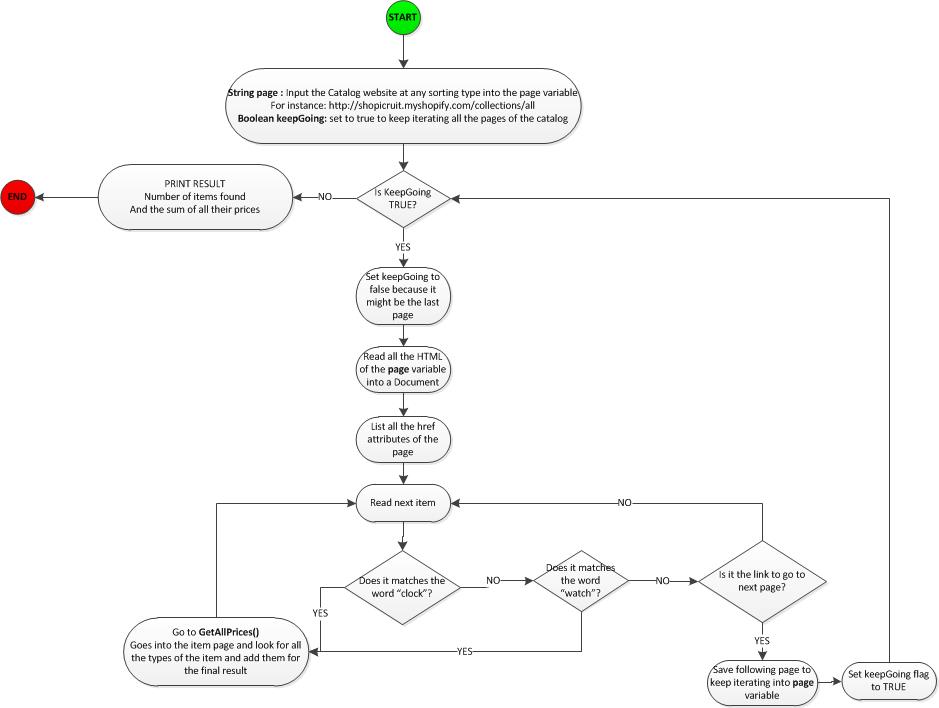 START
String page : Input the Catalog website at any sorting type into the page variable
For instance: http://shopicruit.myshopify.com/collections/all
Boolean keepGoing: set to true to keep iterating all the pages of the catalog
END
PRINT RESULT
Number of items found
And the sum of all their prices
NO
Is KeepGoing
TRUE?
YES
Set keepGoing to
false because it
might be the last
page
Read all the HTML
of the page variable
into a Document
List all the href
attributes of the
page
Read next item
NO
Does it matches the
word "clock"?
NO
Does it matches
the word
"watch"?
NO
Is it the link to go to
next page?
YES
YES
YES
Go to GetAllPrices()
Goes into the item page and look for all
the types of the item and add them for
the final result
Save following page to
keep iterating into page
variable
Set keepGoing flag
to TRUE